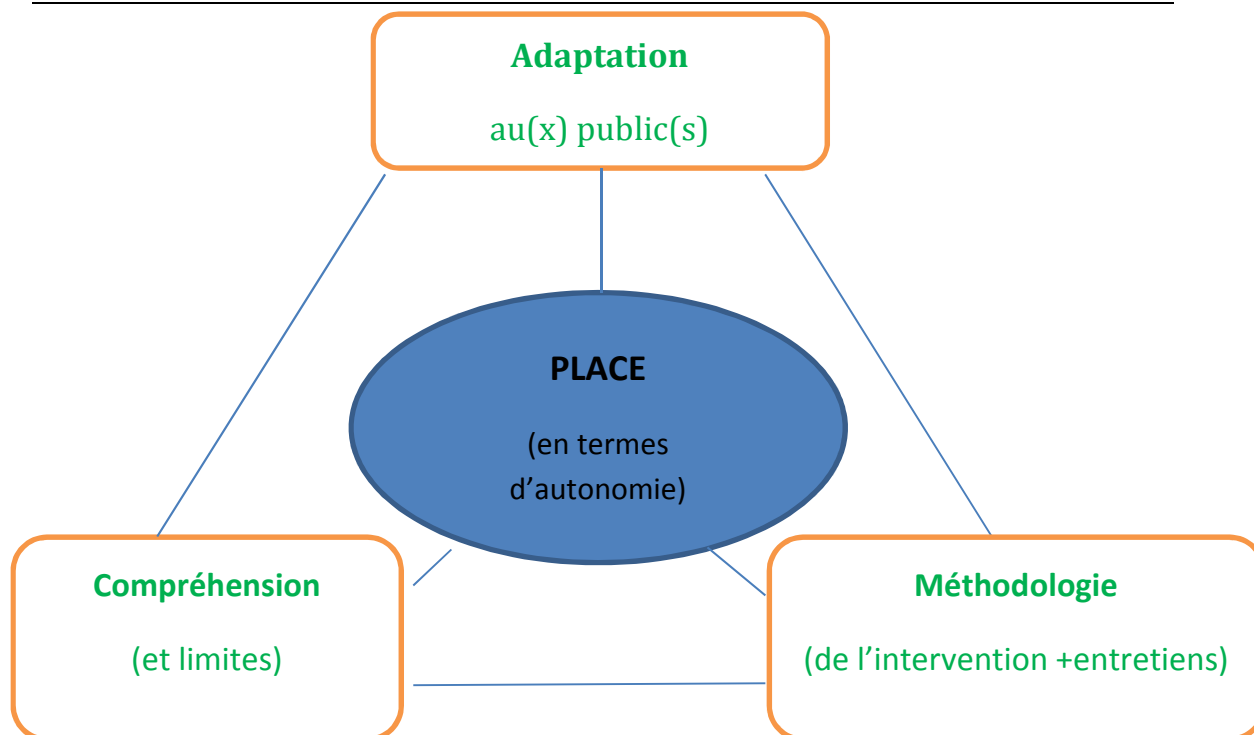 Adaptation
au(x) public(s)
PLACE
(en termes
d’autonomie)
Compréhension
(et limites)
Méthodologie
(de l’intervention +entretiens)